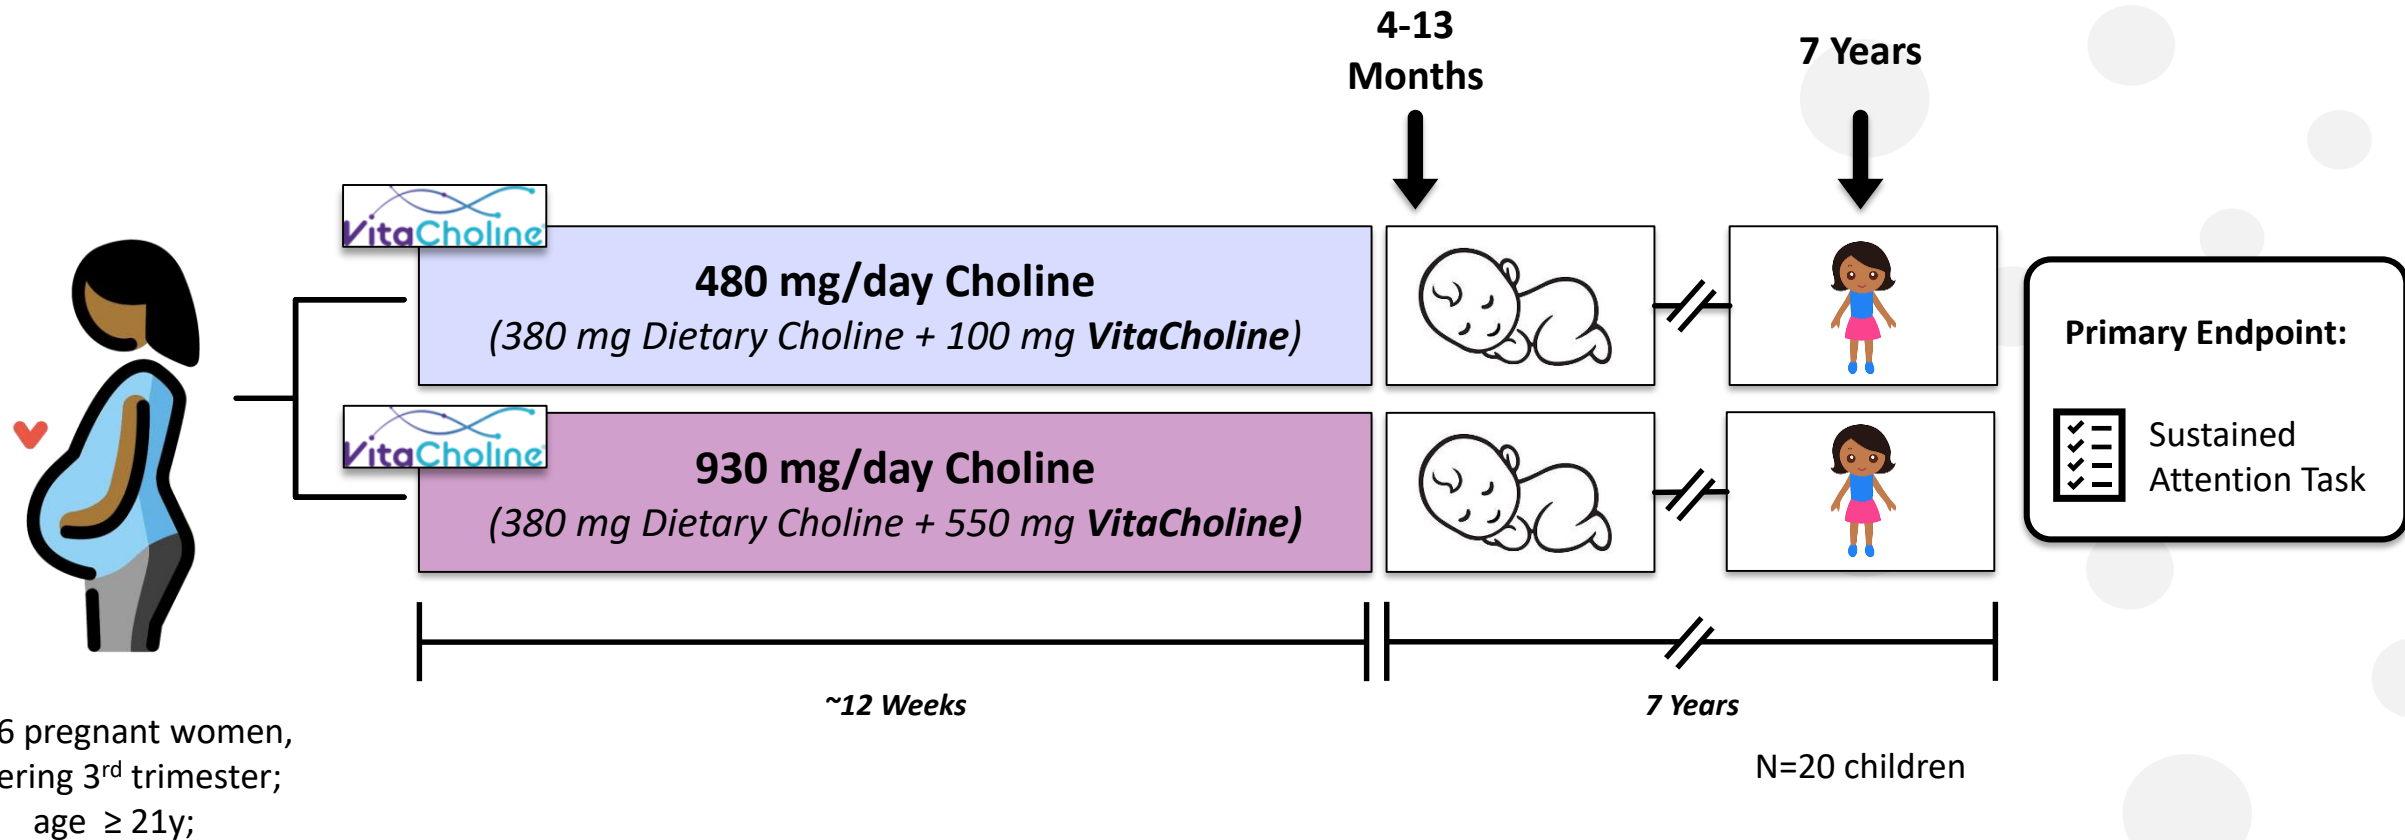 4-13
Months
7 Years
VitaCholine
480 mg/day Choline
(380 mg Dietary Choline + 100 mg VitaCholine)
VitaCholine
930 mg/day Choline
(380 mg Dietary Choline + 550 mg VitaCholine)
Primary Endpoint:
Sustained
Attention Task
~12 Weeks
7 Years
N=20 children
6 pregnant women,
3rd trimester;
age ≥ 21y;